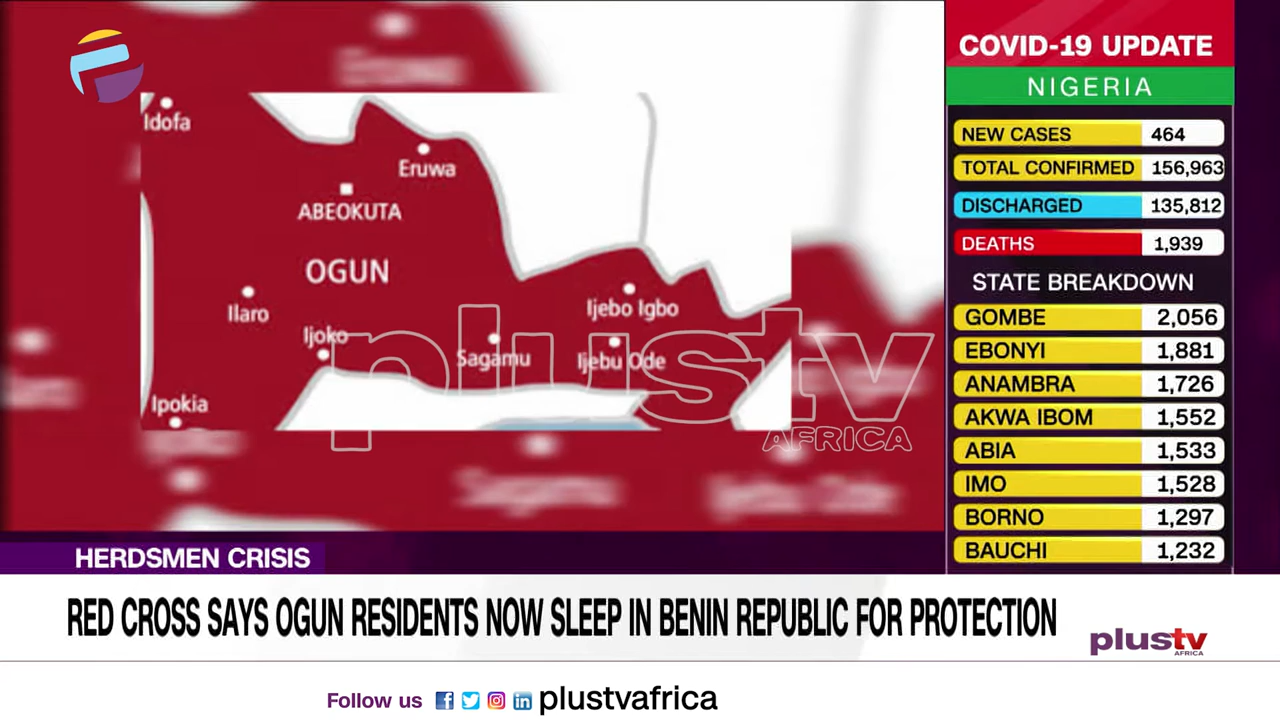 Idofa
Eruwa
ABEOKUTA
OGUN
Ilaro
Ijebo Igbo
Ijoko
Sagamu
Ijebu Ode
Ipokia
plustv
AFRICA
COVID-19 UPDATE
NIGERIA
NEW CASES 464
TOTAL CONFIRMED 156,963
DISCHARGED 135,812
DEATHS 1,939
STATE BREAKDOWN
GOMBE 2,056
EBONYI 1,881
ANAMBRA 1,726
AKWA IBOM 1,552
ABIA 1,533
IMO 1,528
BORNO 1,297
BAUCHI 1,232
HERDSMEN CRISIS
RED CROSS SAYS OGUN RESIDENTS NOW SLEEP IN BENIN REPUBLIC FOR PROTECTION
plustv
AFRICA
Follow us plustvafrica